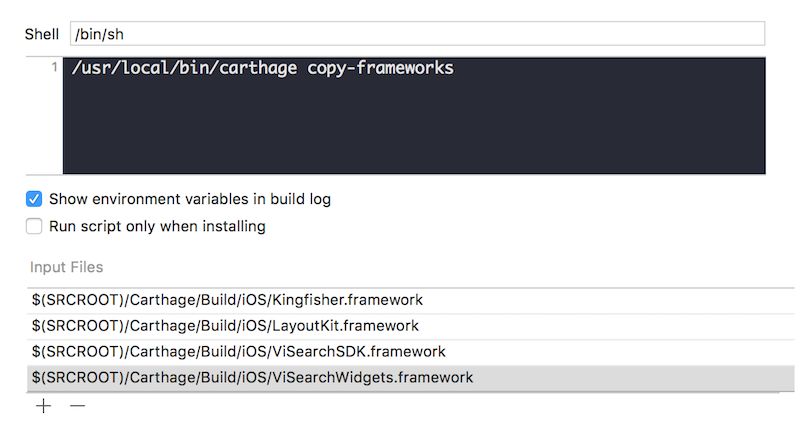 Shell /bin/sh
1 /usr/local/bin/carthage copy-frameworks
Show environment variables in build log
Run script only when installing
Input Files
$(SRCROOT)/Carthage/Build/iOS/Kingfisher.framework
$(SRCROOT)/Carthage/Build/iOS/LayoutKit.framework
$(SRCROOT)/Carthage/Build/iOS/ViSearchSDK.framework
$(SRCROOT)/Carthage/Build/iOS/ViSearchWidgets.framework